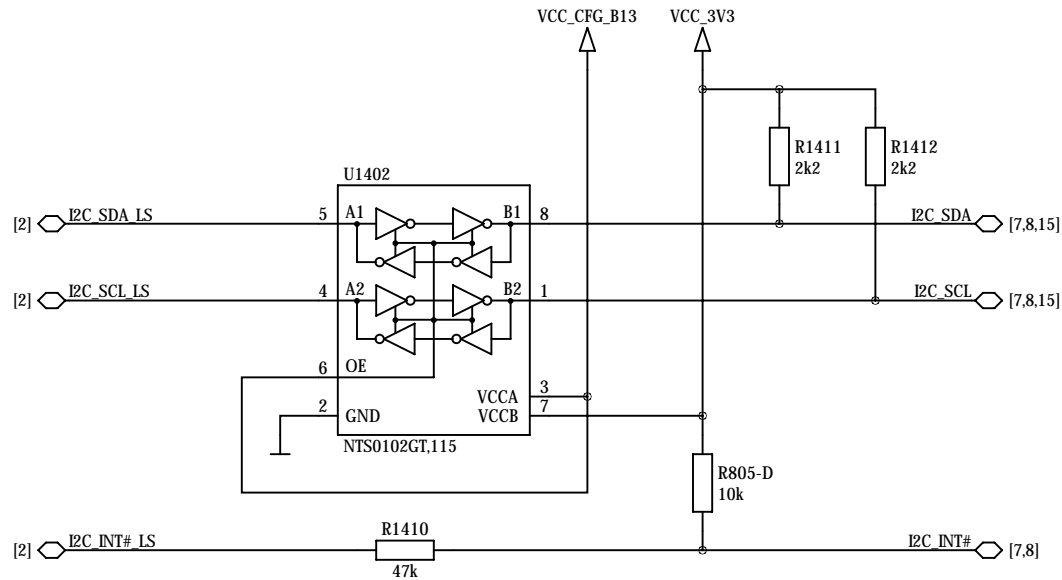 VCC_CFG_B13 VCC_3V3
R1411
2k2
R1412
2k2
U1402
[2] I2C_SDA_LS 5 A1 B1 8 I2C_SDA [7,8,15]
[2] I2C_SCL_LS 4 A2 B2 1 I2C_SCL [7,8,15]
6 OE
VCCA 3
2 GND VCCB 7
NTS0102GT,115
R805-D
10k
R1410
[2] I2C_INT#_LS I2C_INT# [7,8]
47k